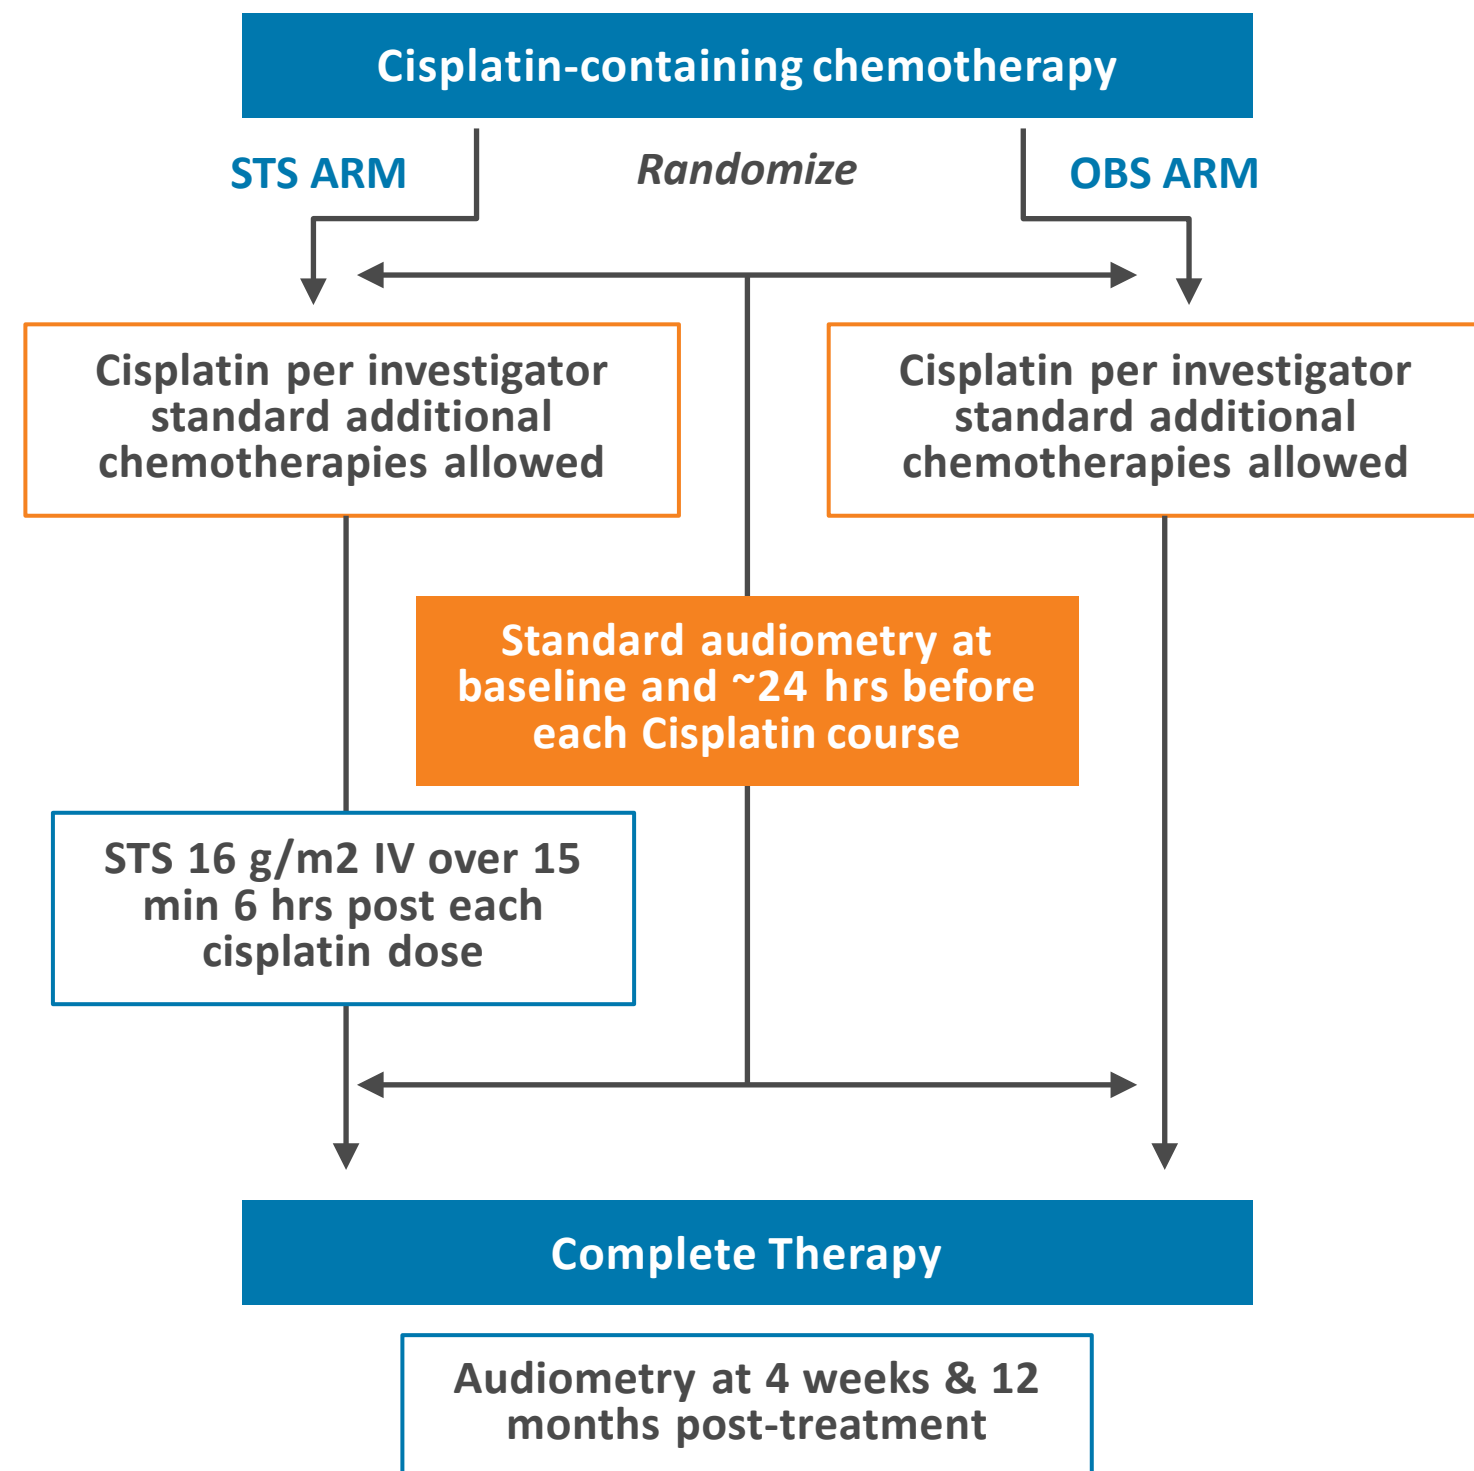 Cisplatin-containing chemotherapy
STS ARM
Randomize
OBS ARM
Cisplatin per investigator
standard additional
chemotherapies allowed
Cisplatin per investigator
standard additional
chemotherapies allowed
Standard audiometry at
baseline and ~24 hrs before
each Cisplatin course
STS 16 g/m2 IV over 15
min 6 hrs post each
cisplatin dose
Complete Therapy
Audiometry at 4 weeks & 12
months post-treatment